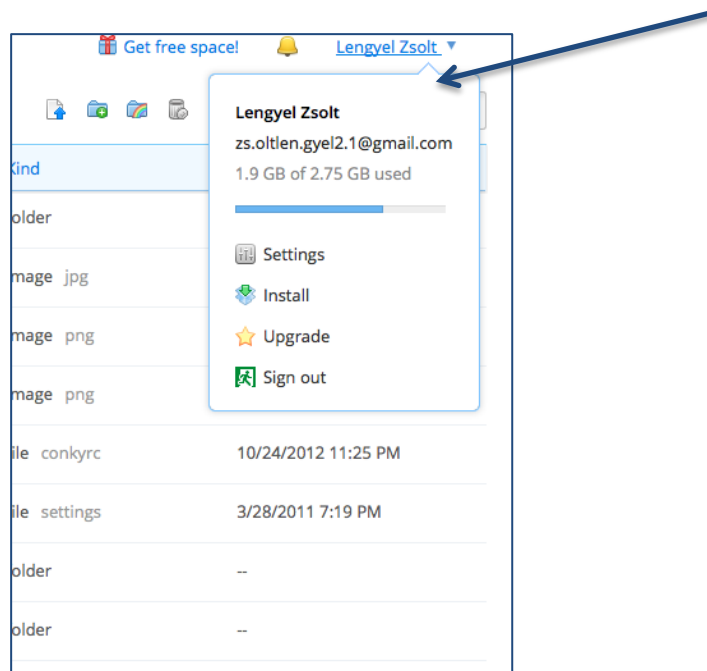 Get free space! Lengyel Zsolt
Lengyel Zsolt
zs.oltlen.gyel2.1@gmail.com
1.9 GB of 2.75 GB used
Kind
older
Settings
mage jpg
Install
mage png
Upgrade
mage png
Sign out
ile conkyrc 10/24/2012 11:25 PM
ile settings 3/28/2011 7:19 PM
older --
older --